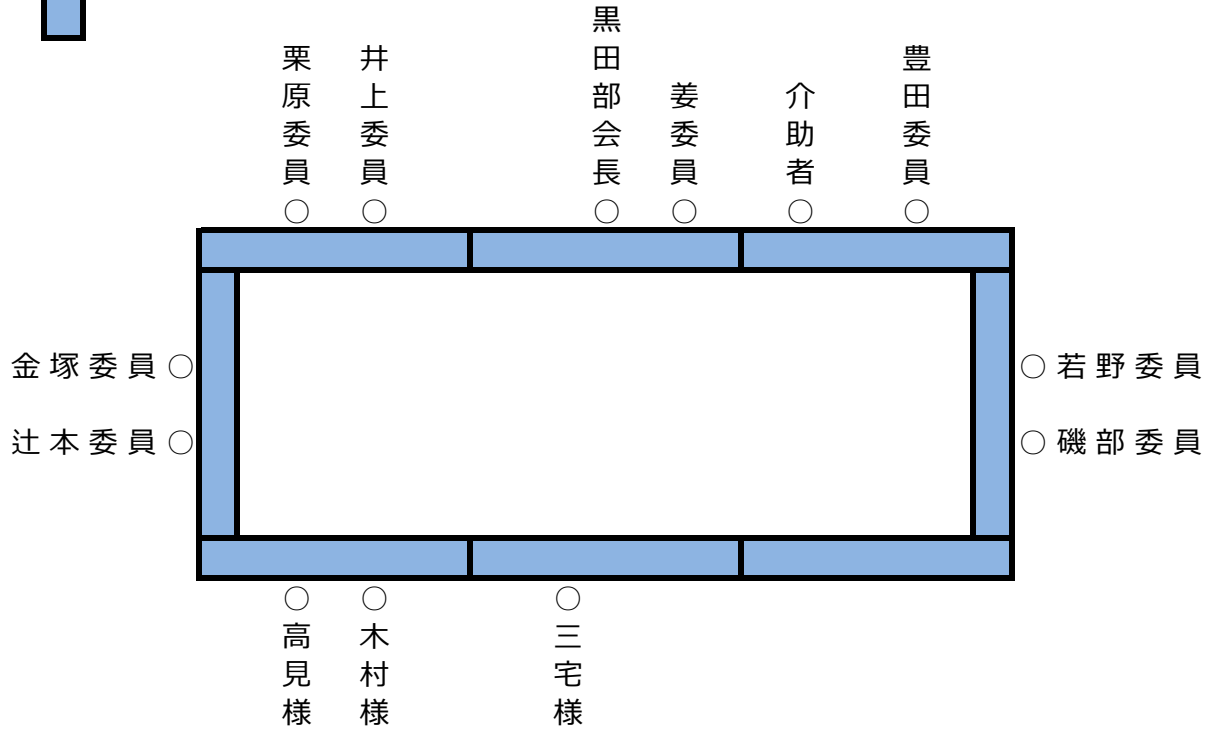 栗原委員○
井上委員○
黒田部会長○
姜委員○
介助者○
豊田委員○
金塚委員○
○若野委員
辻本委員○
○磯部委員
○高見様
○木村様
○三宅様